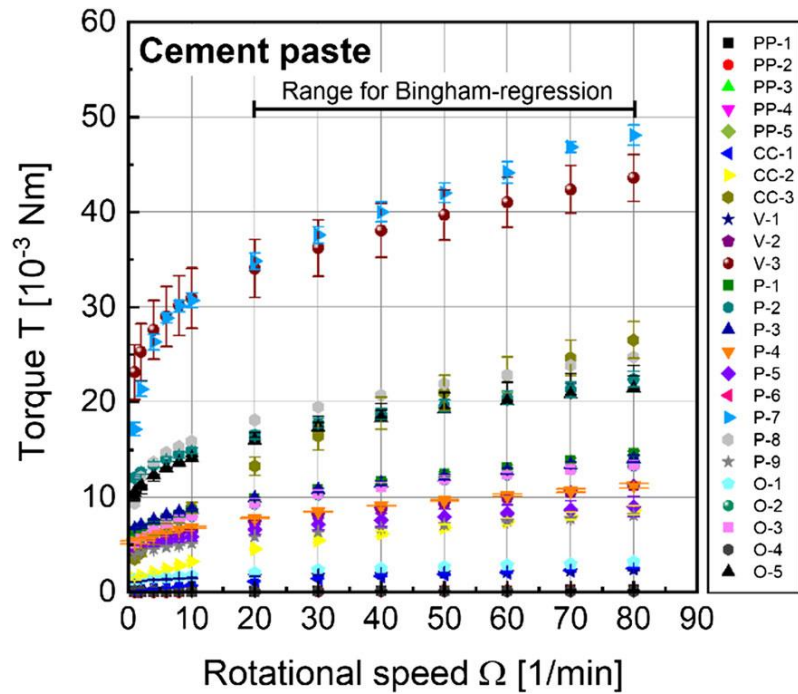 Cement paste
Range for Bingham-regression
Torque T [10⁻³ Nm]
60
50
40
30
20
10
0
0 10 20 30 40 50 60 70 80 90
Rotational speed Ω [1/min]
PP-1
PP-2
PP-3
PP-4
PP-5
CC-1
CC-2
CC-3
V-1
V-2
V-3
P-1
P-2
P-3
P-4
P-5
P-6
P-7
P-8
P-9
O-1
O-2
O-3
O-4
O-5